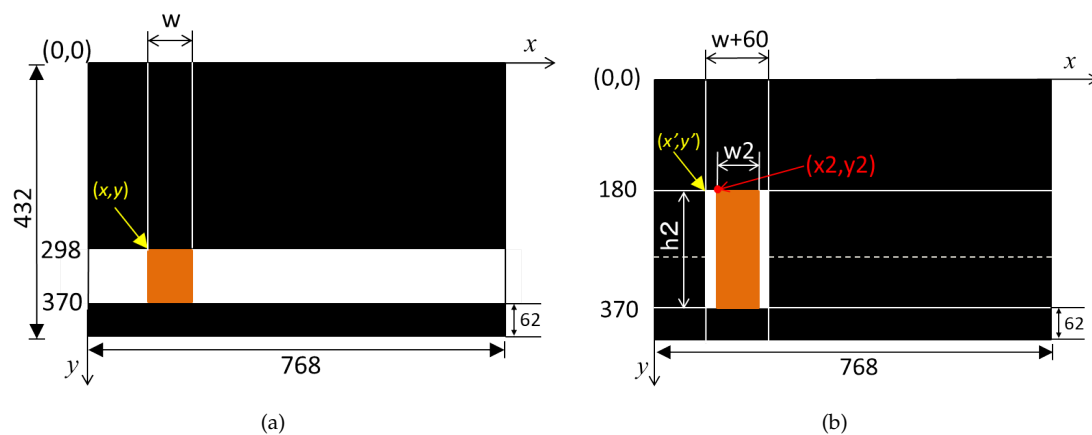 w
(0,0)
x
(x,y)
432
298
370
62
768
y
(a)
w+60
(0,0)
x
(x',y')
w2
(x2,y2)
180
h2
370
62
768
y
(b)